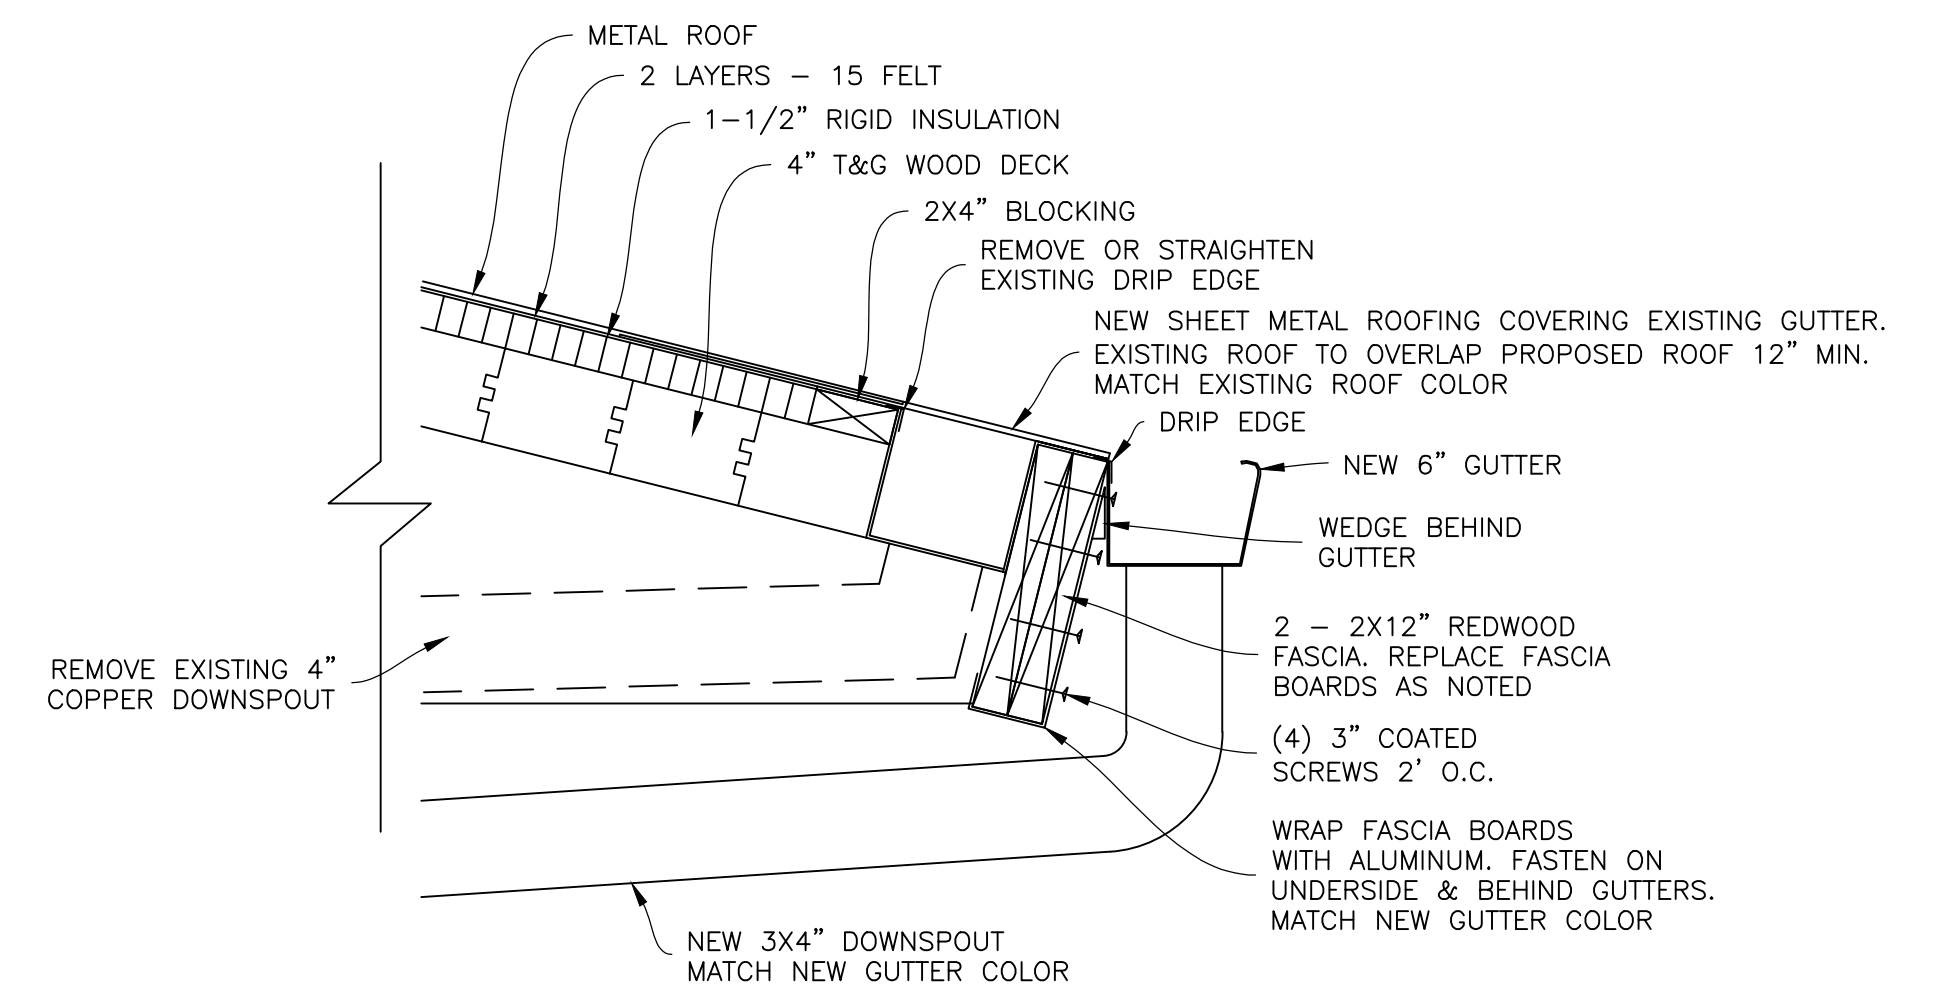 METAL ROOF
2 LAYERS - 15 FELT
1-1/2” RIGID INSULATION
4” T&G WOOD DECK
2X4” BLOCKING
REMOVE OR STRAIGHTEN
EXISTING DRIP EDGE
NEW SHEET METAL ROOFING COVERING EXISTING GUTTER.
EXISTING ROOF TO OVERLAP PROPOSED ROOF 12” MIN.
MATCH EXISTING ROOF COLOR
DRIP EDGE
NEW 6” GUTTER
WEDGE BEHIND
GUTTER
2 - 2X12” REDWOOD
FASCIA. REPLACE FASCIA
BOARDS AS NOTED
REMOVE EXISTING 4”
COPPER DOWNSPOUT
(4) 3” COATED
SCREWS 2’ O.C.
WRAP FASCIA BOARDS
WITH ALUMINUM. FASTEN ON
UNDERSIDE & BEHIND GUTTERS.
MATCH NEW GUTTER COLOR
NEW 3X4” DOWNSPOUT
MATCH NEW GUTTER COLOR